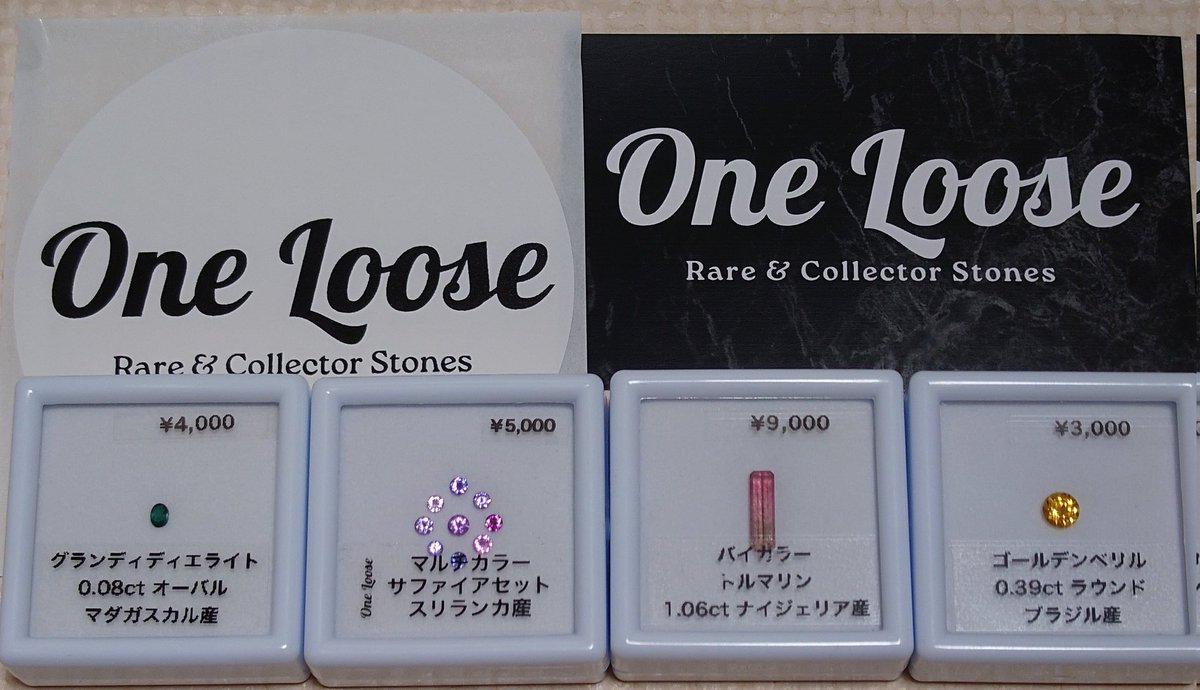 One Loose
Rare & Collector Stones
One Loose
Rare & Collector Stones
¥4,000
グランディディエライト
0.08ct オーバル
マダガスカル産
¥5,000
マルチカラー
サファイアセット
スリランカ産
One Loose
¥9,000
バイカラー
トルマリン
1.06ct ナイジェリア産
¥3,000
ゴールデンベリル
0.39ct ラウンド
ブラジル産